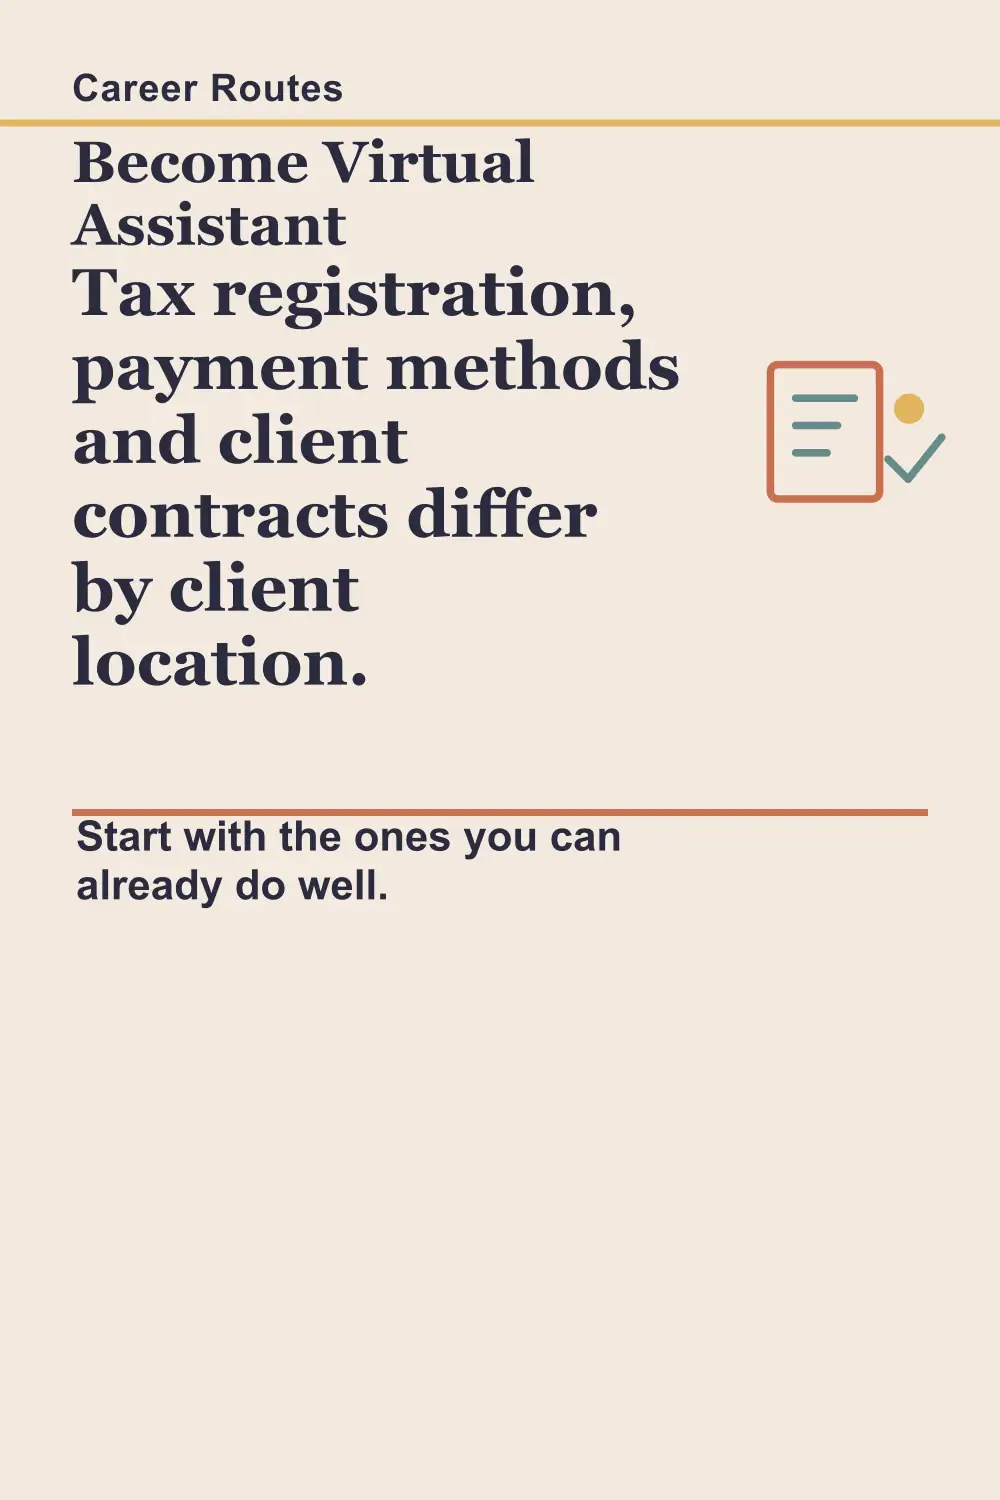 Career Routes
Become Virtual
Assistant
Tax registration,
payment methods
and client
contracts differ
by client
location.
Start with the ones you can
already do well.